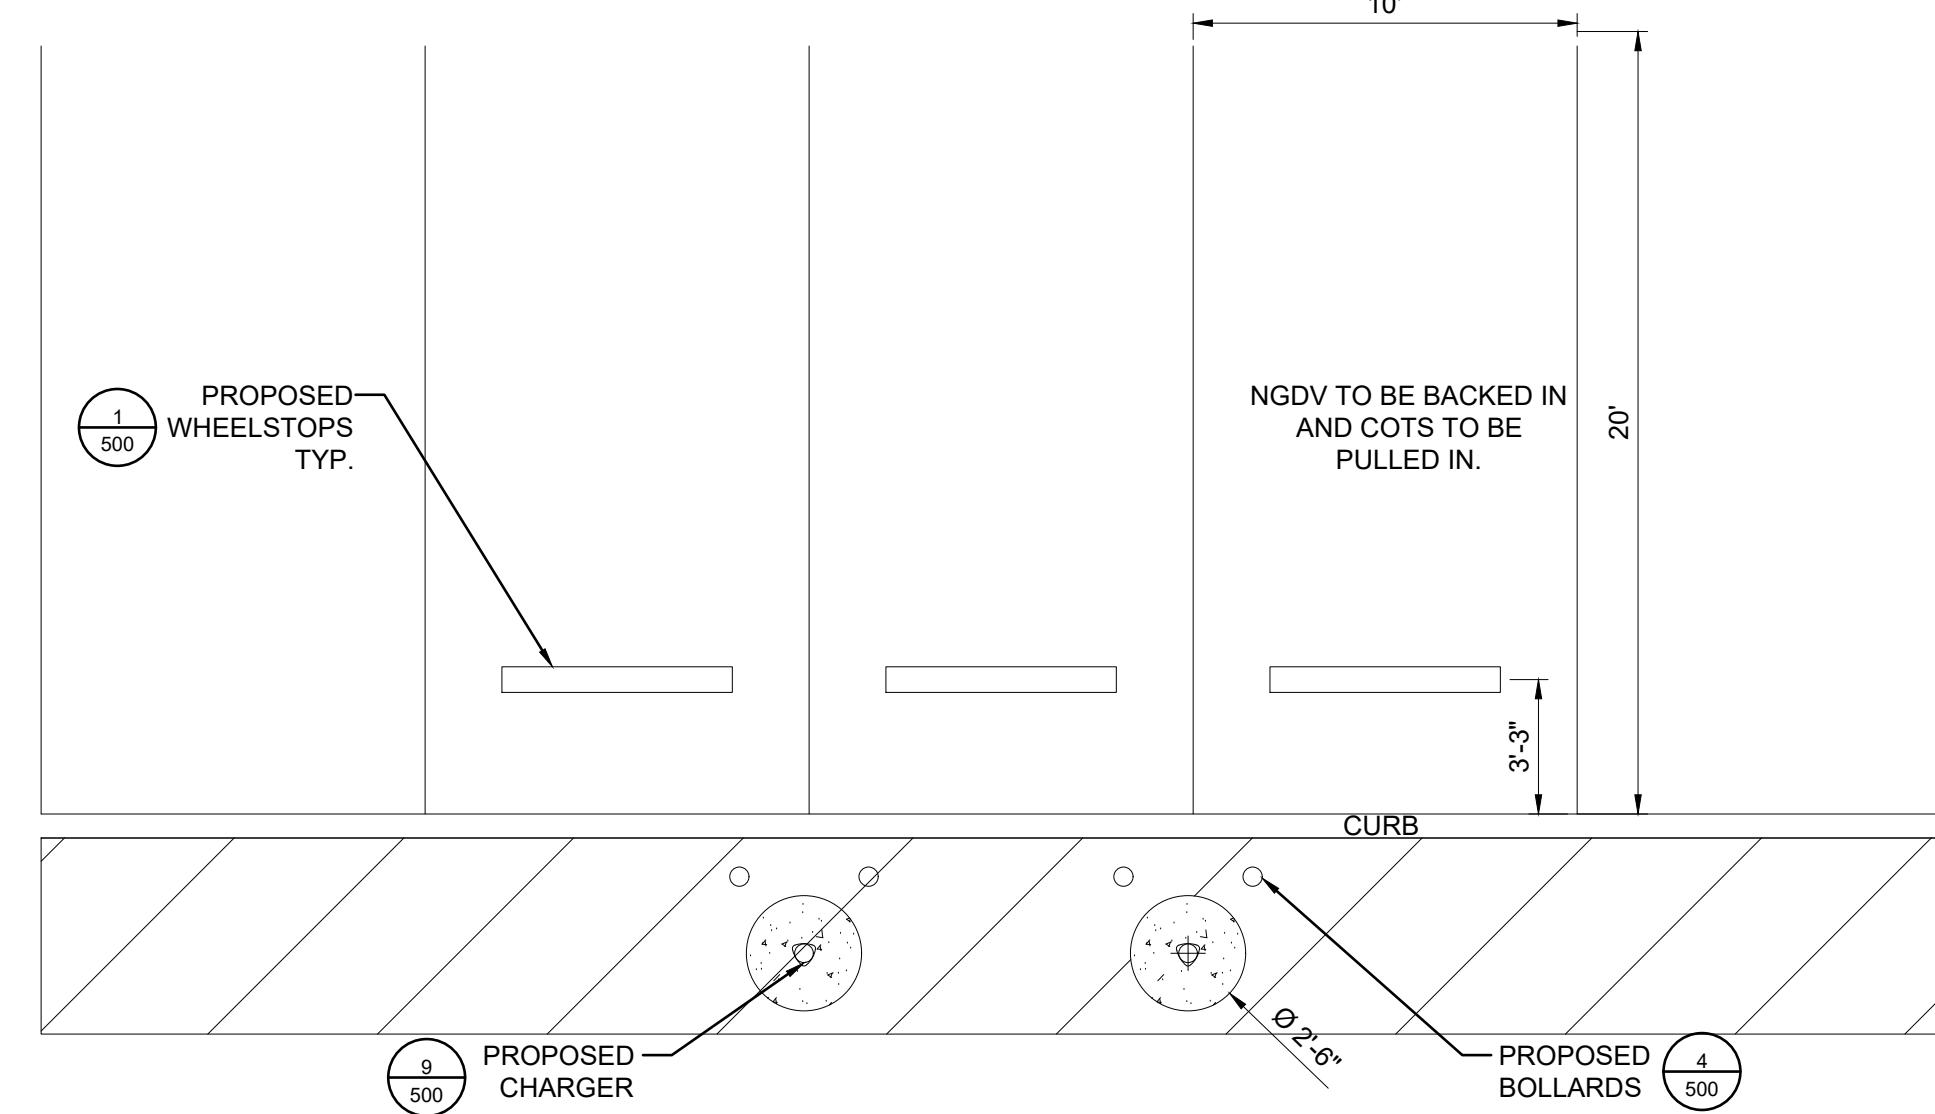 10'
PROPOSED
WHEELSTOPS
TYP.
1
500
NGDV TO BE BACKED IN
AND COTS TO BE
PULLED IN.
20'
3'-3"
CURB
Ø 2'-6"
9
500
PROPOSED
CHARGER
PROPOSED
BOLLARDS
4
500